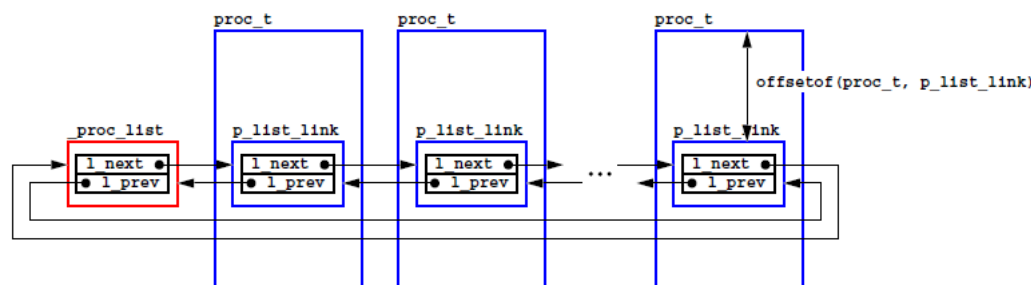 proc_t proc_t proc_t
offsetof(proc_t, p_list_link)
_proc_list p_list_link p_list_link p_list_link
l_next l_next l_next l_next
l_prev l_prev l_prev ... l_prev